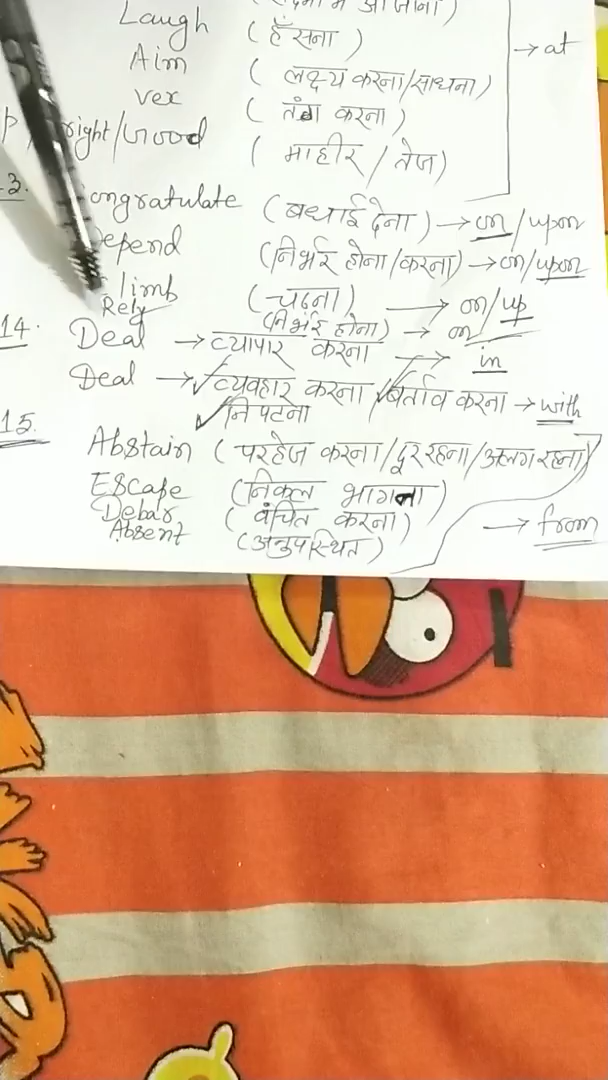 Laugh (हँसना)
Aim (लक्ष्य करना/साधना) → at
vex (तंग करना)
right/Good (माहीर/तेज)
3. ongratulate (बधाई देना) → on/upon
epend (निर्भर होना/करना) → on/upon
limb (चढ़ना) → on/up
Rely (निर्भर होना) → on
14. Deal → व्यापार करना → in
Deal → व्यवहार करना/बर्ताव करना → with
निपटना
15. Abstain (परहेज करना/दूर रहना/अलग रहना)
Escape (निकल भागना)
Debar (वंचित करना) → from
Absent (अनुपस्थित)